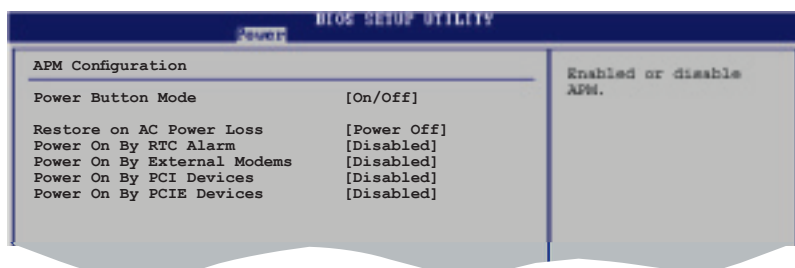 BIOS SETUP UTILITY
Power
APM Configuration
Power Button Mode [On/Off]
Restore on AC Power Loss [Power Off]
Power On By RTC Alarm [Disabled]
Power On By External Modems [Disabled]
Power On By PCI Devices [Disabled]
Power On By PCIE Devices [Disabled]
Enabled or disable
APM.